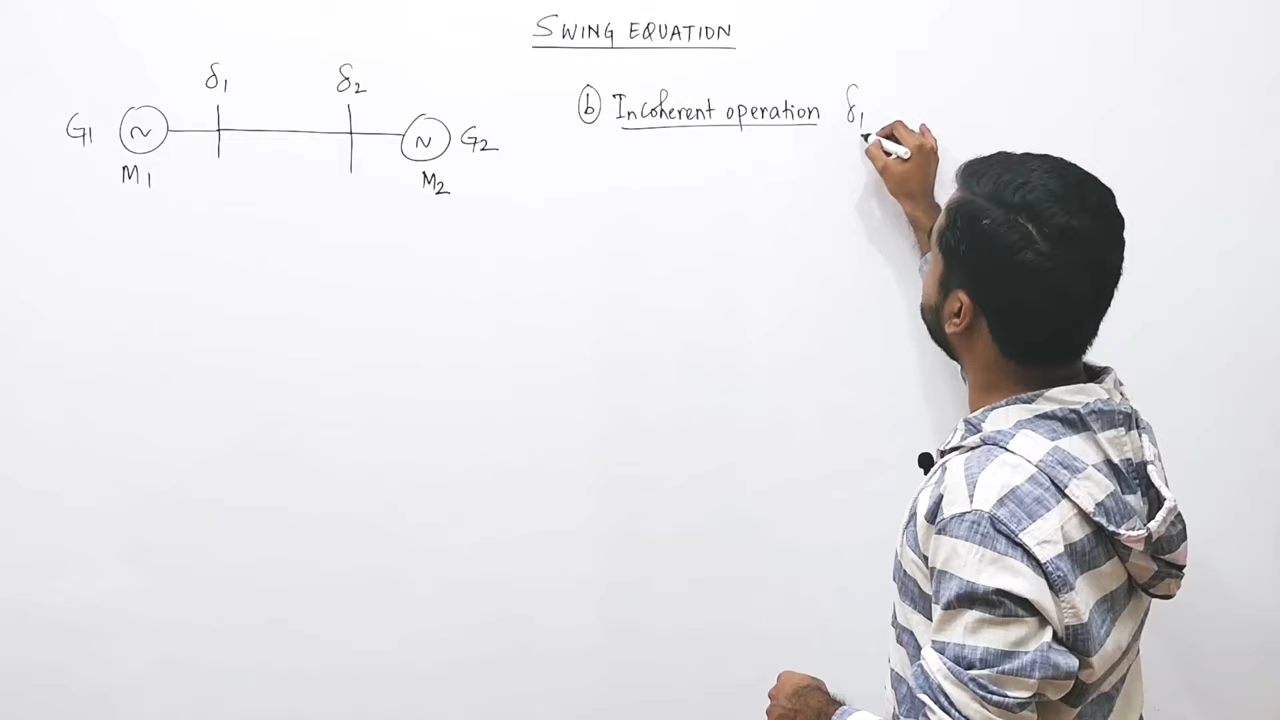 SWING EQUATION
δ1 δ2
G1 ~ ~ G2
M1 M2
b Incoherent operation δ1